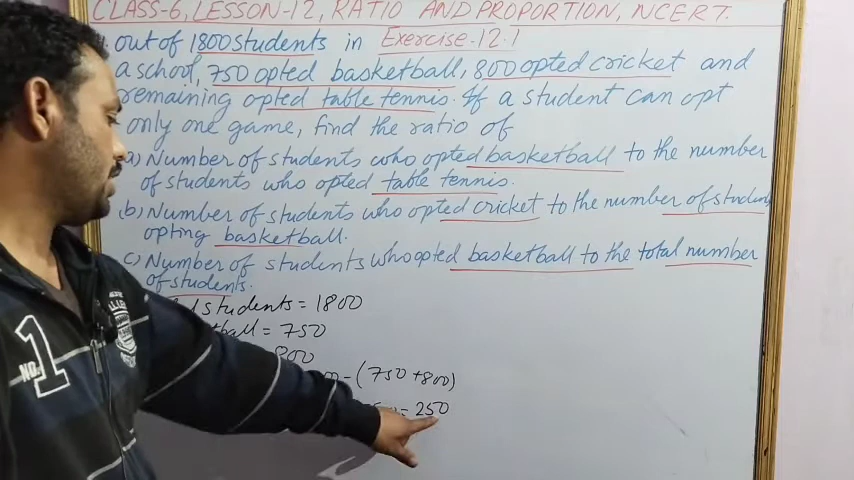 CLASS-6, LESSON-12, RATIO AND PROPORTION, NCERT.
out of 1800 students in Exercise-12.1
a school, 750 opted basketball, 800 opted cricket and
remaining opted table tennis. If a student can opt
only one game, find the ratio of
a) Number of students who opted basketball to the number
of students who opted table tennis.
b) Number of students who opted cricket to the number of student
opting basketball.
c) Number of students who opted basketball to the total number
of students.
students = 1800
= 750
800
- (750 + 800)
= 250
NO.
1